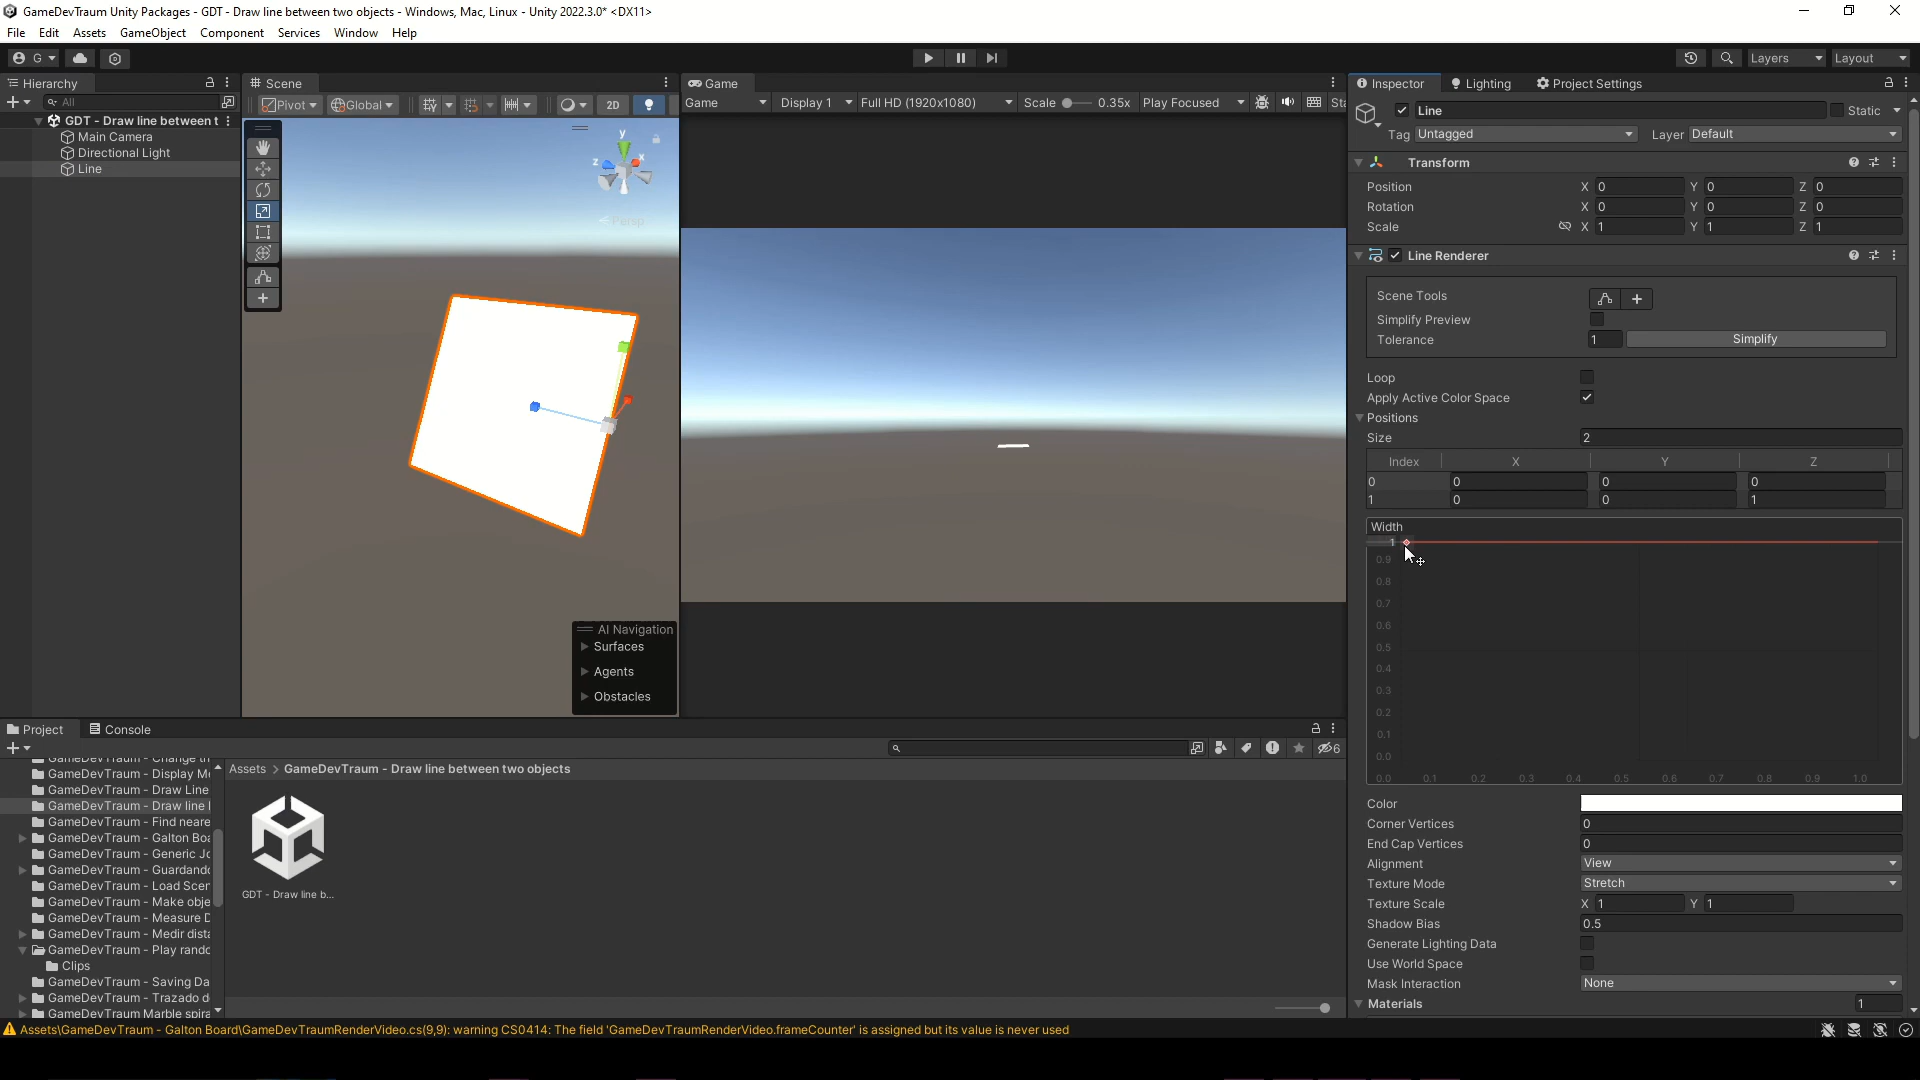 GameDevTraum Unity Packages - GDT - Draw line between two objects - Windows, Mac, Linux - Unity 2022.3.0* <DX11>
File Edit Assets GameObject Component Services Window Help
G Layers Layout
Hierarchy Scene Game Inspector Lighting Project Settings
All Pivot Global 2D Game Display 1 Full HD (1920x1080) Scale 0.35x Play Focused Sta
GDT - Draw line between t
Main Camera
Directional Light
Line
y
x
z
Persp
AI Navigation
Surfaces
Agents
Obstacles
Line Static
Tag Untagged Layer Default
Transform
Position X 0 Y 0 Z 0
Rotation X 0 Y 0 Z 0
Scale X 1 Y 1 Z 1
Line Renderer
Scene Tools
Simplify Preview
Tolerance 1 Simplify
Loop
Apply Active Color Space
Positions
Size 2
Index X Y Z
0 0 0 0
1 0 0 1
Width
1
0.9
0.8
0.7
0.6
0.5
0.4
0.3
0.2
0.1
0.0
0.0 0.1 0.2 0.3 0.4 0.5 0.6 0.7 0.8 0.9 1.0
Color
Corner Vertices 0
End Cap Vertices 0
Alignment View
Texture Mode Stretch
Texture Scale X 1 Y 1
Shadow Bias 0.5
Generate Lighting Data
Use World Space
Mask Interaction None
Materials 1
Project Console
6
GameDevTraum - Change th
GameDevTraum - Display Me
GameDevTraum - Draw Line
GameDevTraum - Draw line l
GameDevTraum - Find neare
GameDevTraum - Galton Boa
GameDevTraum - Generic Jo
GameDevTraum - Guardando
GameDevTraum - Load Scen
GameDevTraum - Make obje
GameDevTraum - Measure D
GameDevTraum - Medir dista
GameDevTraum - Play rando
Clips
GameDevTraum - Saving Da
GameDevTraum - Trazado d
GameDevTraum Marble spira
Assets > GameDevTraum - Draw line between two objects
GDT - Draw line b...
Assets\GameDevTraum - Galton Board\GameDevTraumRenderVideo.cs(9,9): warning CS0414: The field 'GameDevTraumRenderVideo.frameCounter' is assigned but its value is never used